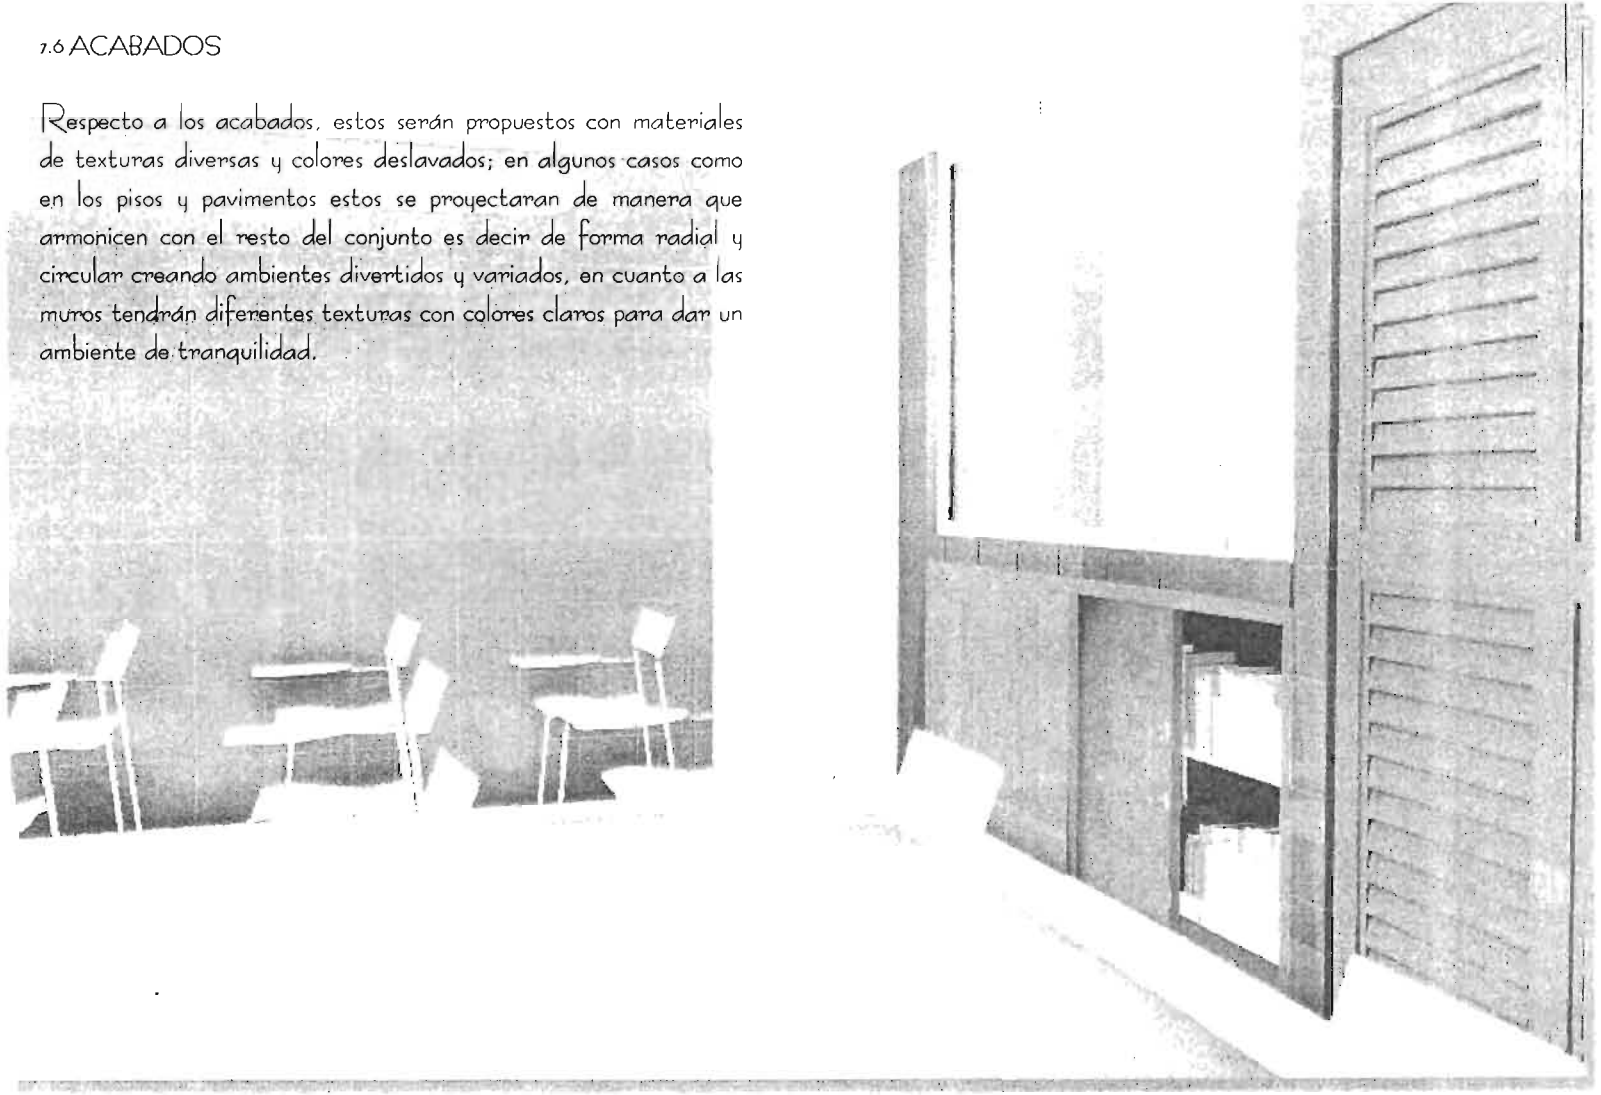 7.6 ACABADOS
Respecto a los acabados, estos serán propuestos con materiales
de texturas diversas y colores deslavados; en algunos casos como
en los pisos y pavimentos estos se proyectaran de manera que
armonicen con el resto del conjunto es decir de forma radial y
circular creando ambientes divertidos y variados, en cuanto a las
muros tendrán diferentes texturas con colores claros para dar un
ambiente de tranquilidad.